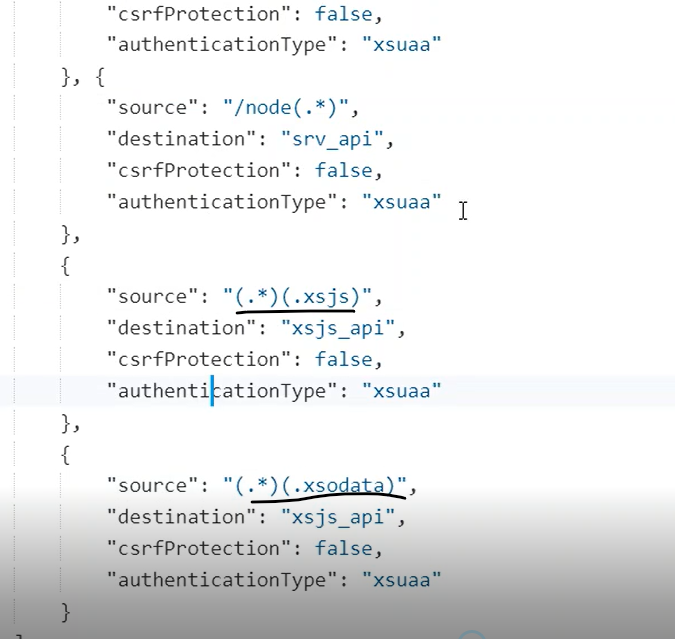 "csrfProtection": false,
"authenticationType": "xsuaa"
}, {
"source": "/node(.*)",
"destination": "srv_api",
"csrfProtection": false,
"authenticationType": "xsuaa"
},
{
"source": "(.*)(.xsjs)",
"destination": "xsjs_api",
"csrfProtection": false,
"authenticationType": "xsuaa"
},
{
"source": "(.*)(.xsodata)",
"destination": "xsjs_api",
"csrfProtection": false,
"authenticationType": "xsuaa"
}